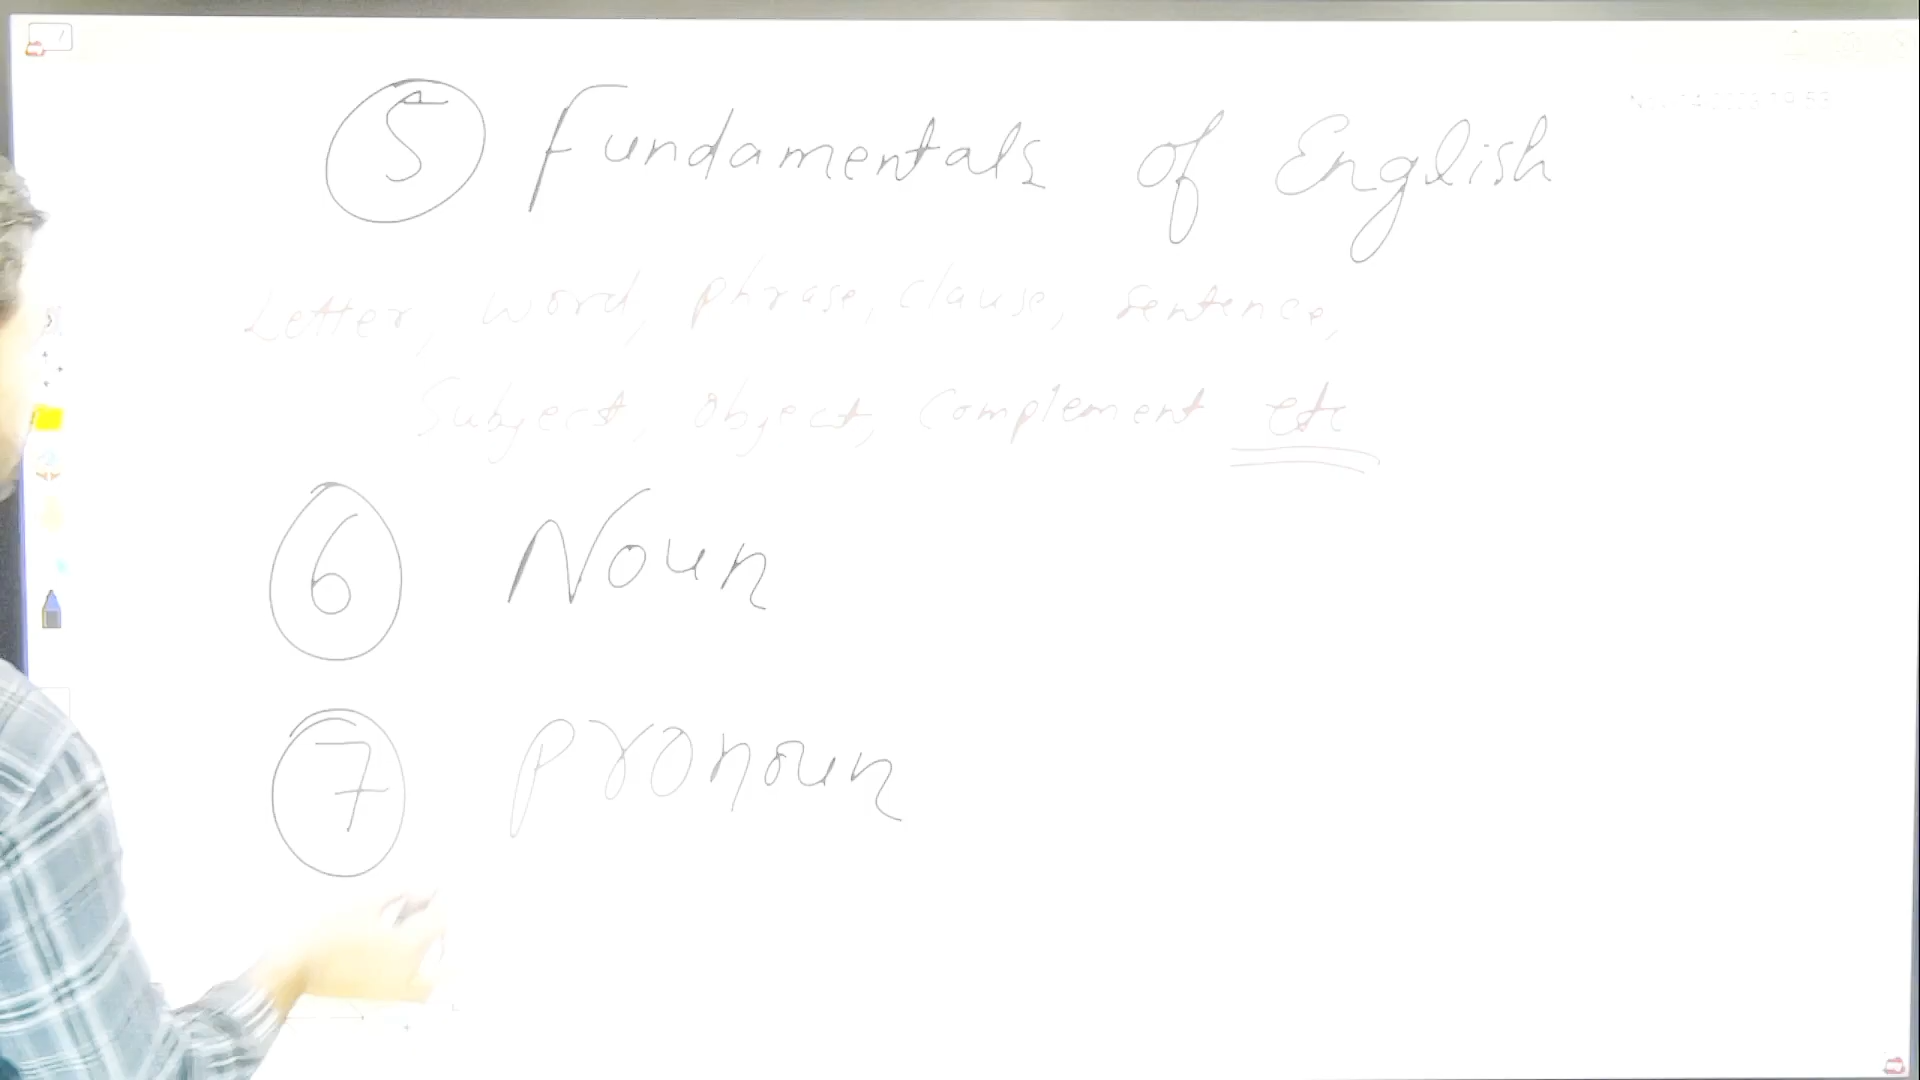 5 Fundamentals of English
Letter, word, phrase, clause, sentence,
Subject, object, complement etc
6 Noun
7 pronoun